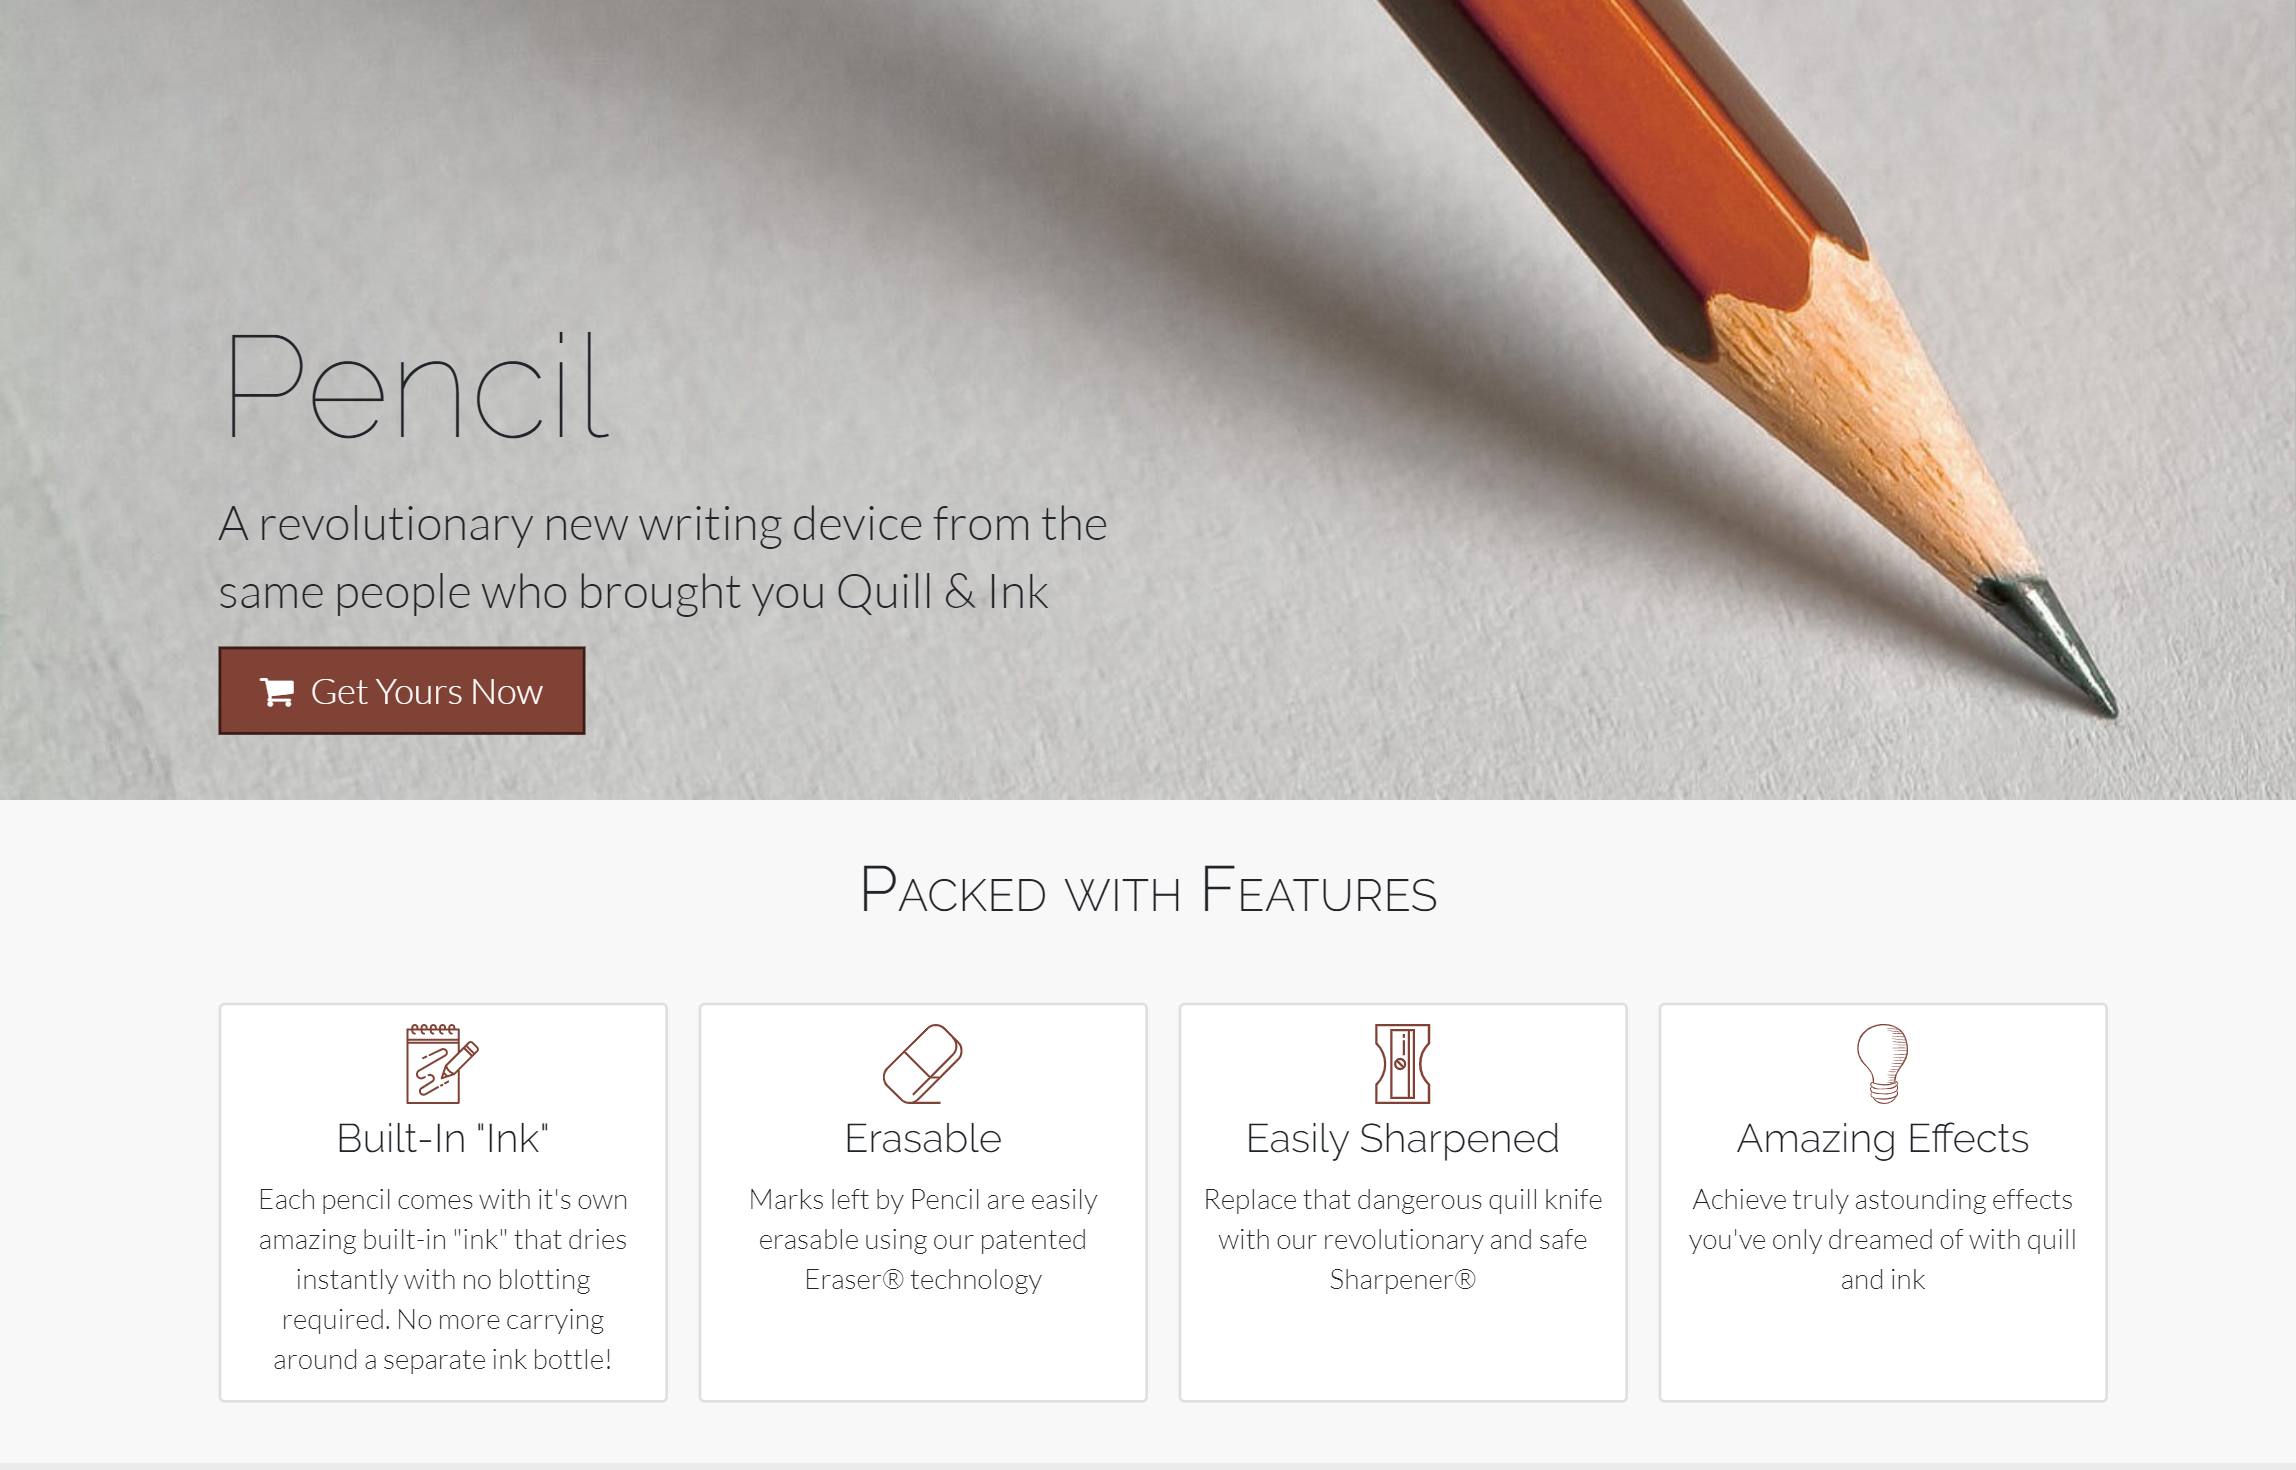 Pencil
A revolutionary new writing device from the
same people who brought you Quill & Ink
Get Yours Now
Packed with Features
Built-In "Ink"
Each pencil comes with it's own
amazing built-in "ink" that dries
instantly with no blotting
required. No more carrying
around a separate ink bottle!
Erasable
Marks left by Pencil are easily
erasable using our patented
Eraser® technology
Easily Sharpened
Replace that dangerous quill knife
with our revolutionary and safe
Sharpener®
Amazing Effects
Achieve truly astounding effects
you've only dreamed of with quill
and ink